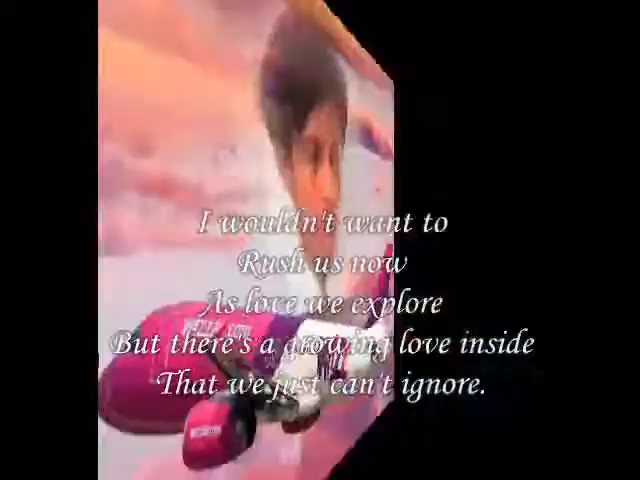 I wouldn't want to
Rush us now
As love we explore
But there's a growing love inside
That we just can't ignore.